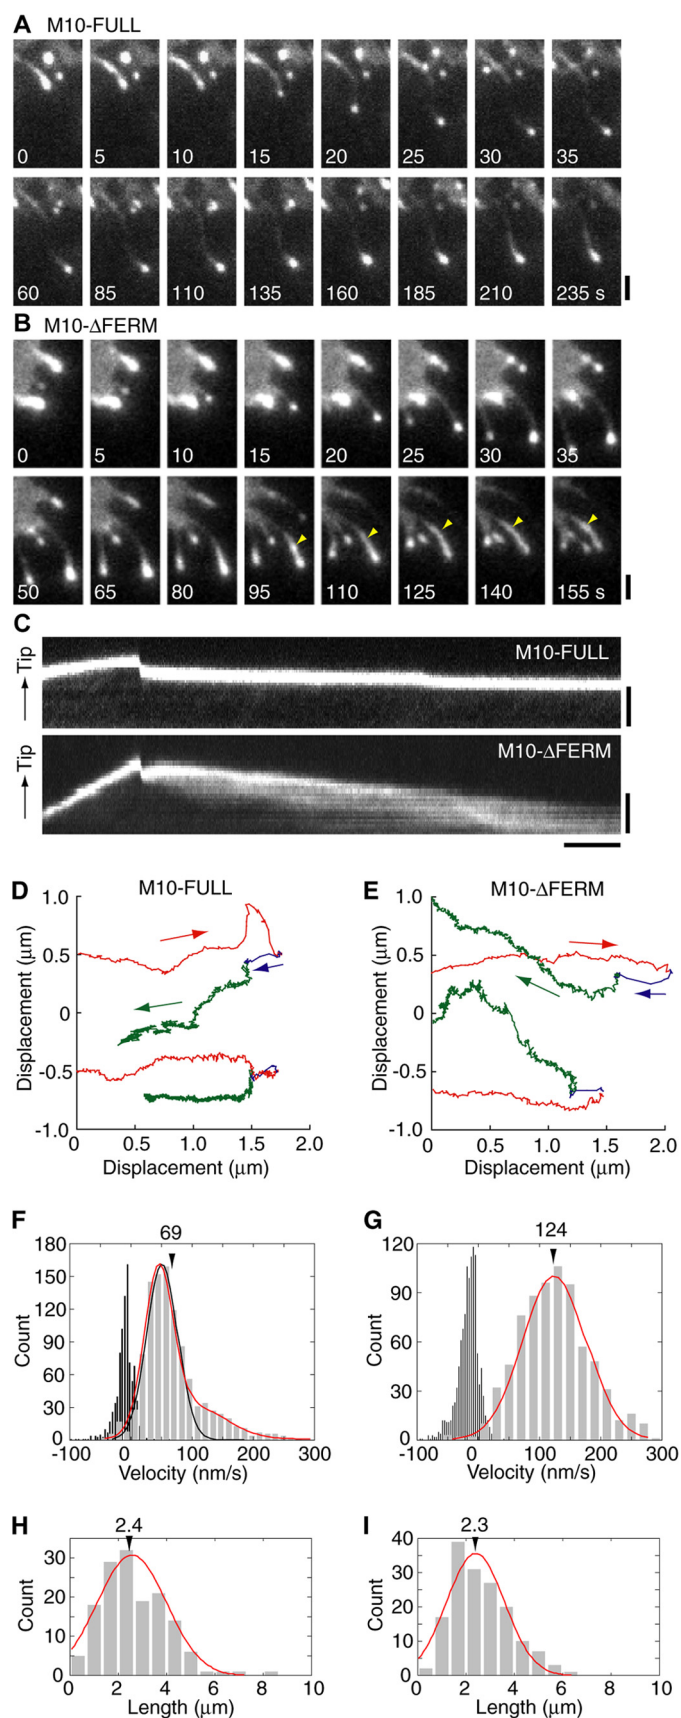 A M10-FULL
0 5 10 15 20 25 30 35
60 85 110 135 160 185 210 235 s
B M10-ΔFERM
0 5 10 15 20 25 30 35
50 65 80 95 110 125 140 155 s
C
Tip
M10-FULL
Tip
M10-ΔFERM
D M10-FULL
1.0
0.5
0
-0.5
-1.0
Displacement (μm)
0 0.5 1.0 1.5 2.0
Displacement (μm)
E M10-ΔFERM
1.0
0.5
0
-0.5
-1.0
Displacement (μm)
0 0.5 1.0 1.5 2.0
Displacement (μm)
F
69
180
150
120
90
60
30
0
Count
-100 0 100 200 300
Velocity (nm/s)
G
124
120
90
60
30
0
Count
-100 0 100 200 300
Velocity (nm/s)
H
2.4
30
20
10
0
Count
0 2 4 6 8 10
Length (μm)
I
2.3
40
30
20
10
0
Count
0 2 4 6 8 10
Length (μm)